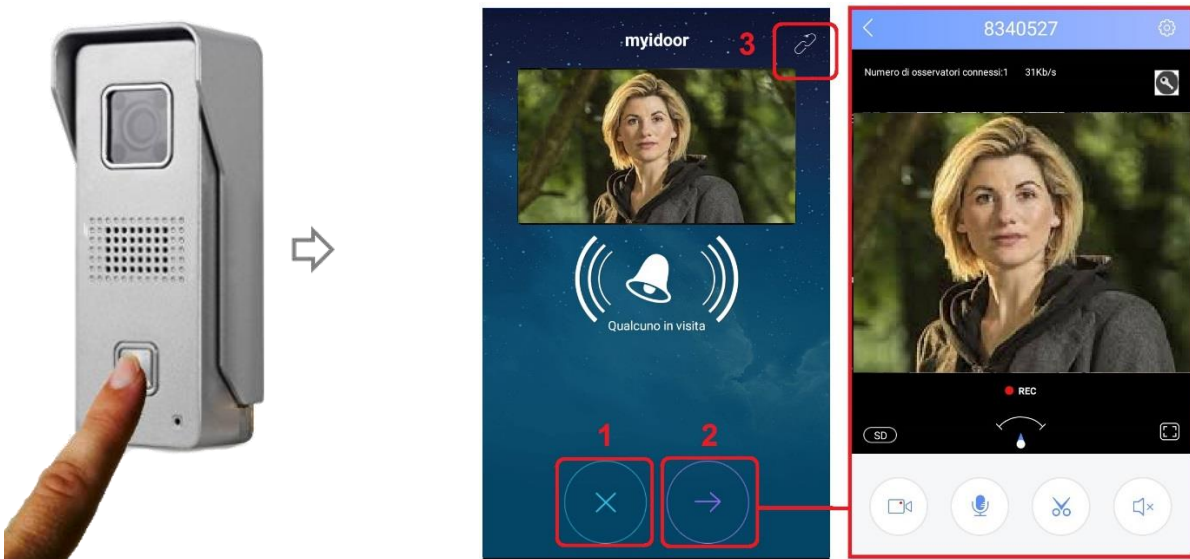 myidoor
3
Qualcuno in visita
1
2
8340527
Numero di osservatori connessi:1 31Kb/s
REC
SD